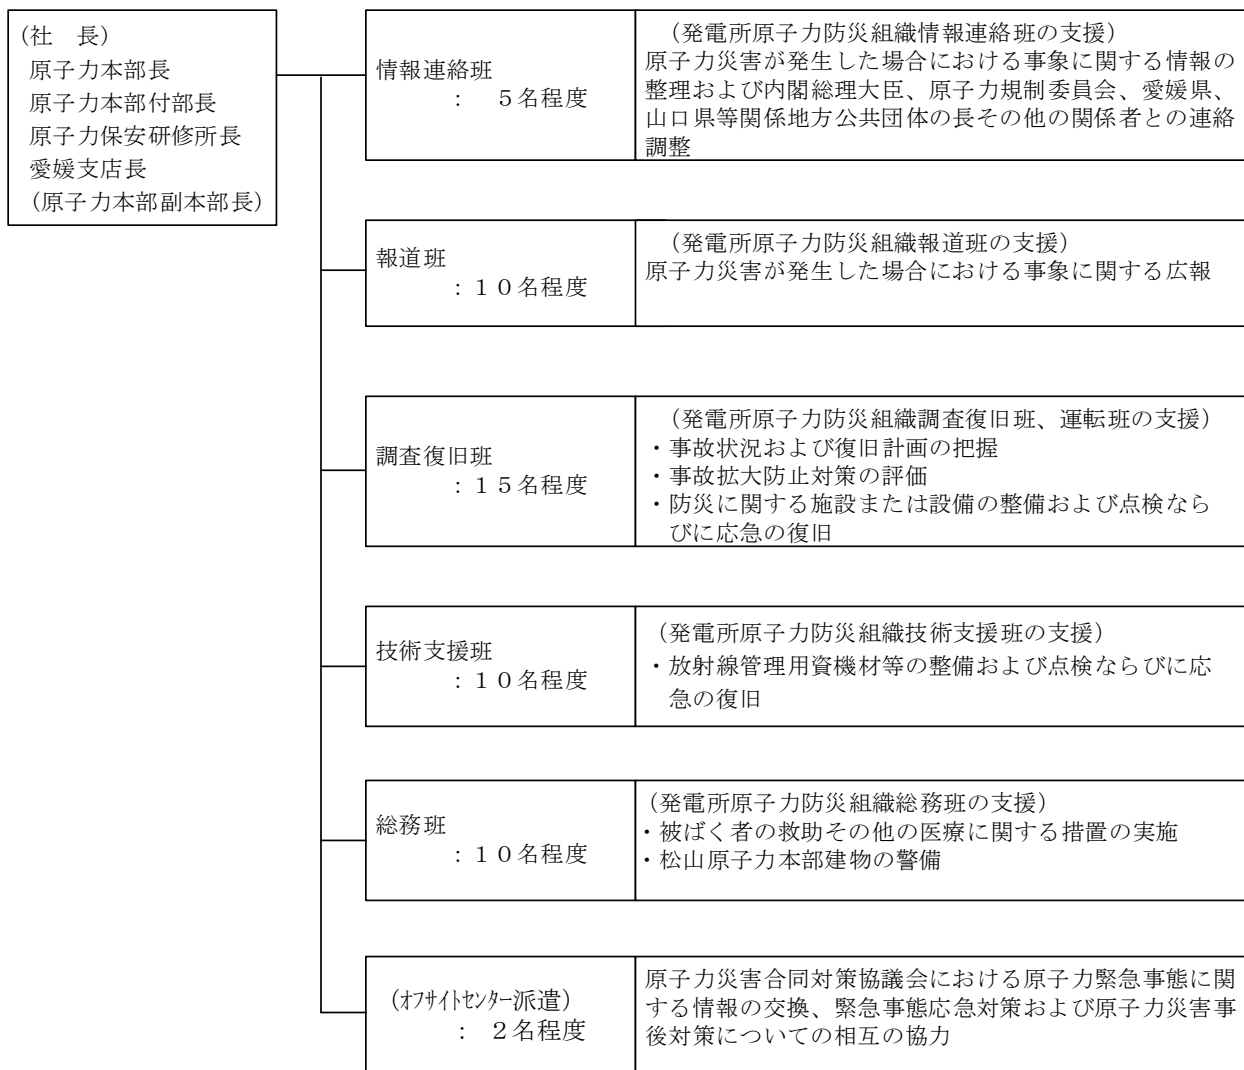 (社　長)
原子力本部長
原子力本部付部長
原子力保安研修所長
愛媛支店長
(原子力本部副本部長)
情報連絡班
：　５名程度
(発電所原子力防災組織情報連絡班の支援)
原子力災害が発生した場合における事象に関する情報の
整理および内閣総理大臣、原子力規制委員会、愛媛県、
山口県等関係地方公共団体の長その他の関係者との連絡
調整
報道班
：１０名程度
(発電所原子力防災組織報道班の支援)
原子力災害が発生した場合における事象に関する広報
調査復旧班
：１５名程度
(発電所原子力防災組織調査復旧班、運転班の支援)
・事故状況および復旧計画の把握
・事故拡大防止対策の評価
・防災に関する施設または設備の整備および点検なら
びに応急の復旧
技術支援班
：１０名程度
(発電所原子力防災組織技術支援班の支援)
・放射線管理用資機材等の整備および点検ならびに応
急の復旧
総務班
：１０名程度
(発電所原子力防災組織総務班の支援)
・被ばく者の救助その他の医療に関する措置の実施
・松山原子力本部建物の警備
(ｵﾌｻｲﾄｾﾝﾀｰ派遣)
：　２名程度
原子力災害合同対策協議会における原子力緊急事態に関
する情報の交換、緊急事態応急対策および原子力災害事
後対策についての相互の協力